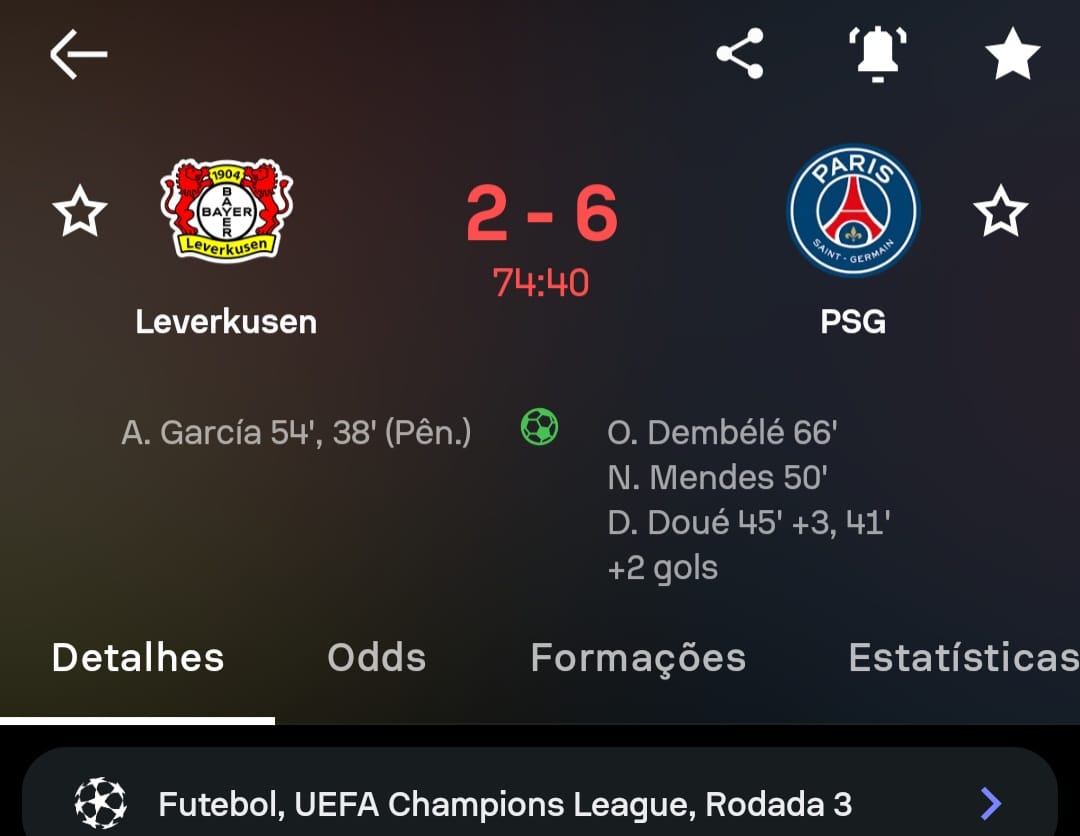 1904
BAYER
BAYER
Leverkusen
2 - 6
PARIS
SAINT - GERMAIN
74:40
Leverkusen
PSG
A. García 54', 38' (Pên.)
O. Dembélé 66'
N. Mendes 50'
D. Doué 45' +3, 41'
+2 gols
Detalhes
Odds
Formações
Estatísticas
Futebol, UEFA Champions League, Rodada 3